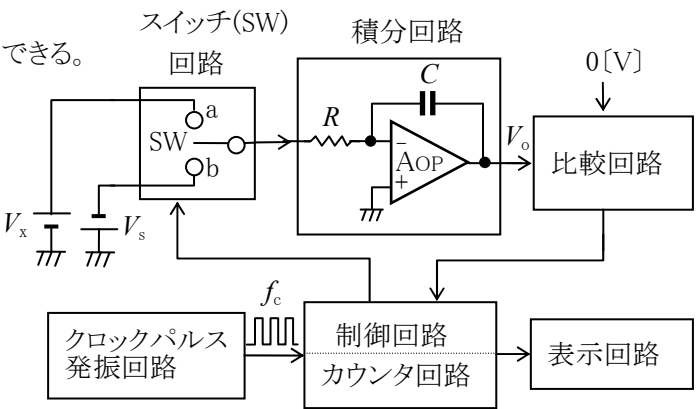 できる。
スイッチ(SW)
回路
積分回路
0〔V〕
a
SW
b
R
C
−
+
AOP
Vo
比較回路
Vx
Vs
fc
クロックパルス
発振回路
制御回路
カウンタ回路
表示回路